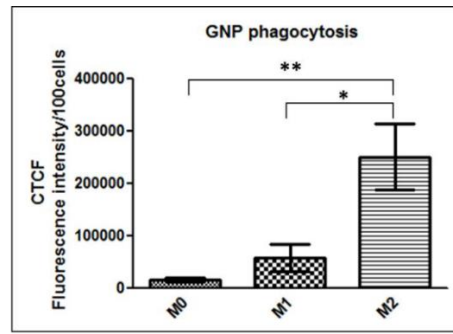 GNP phagocytosis
**
*
CTCF
Fluorescence intensity/100cells
400000
300000
200000
100000
0
M0
M1
M2